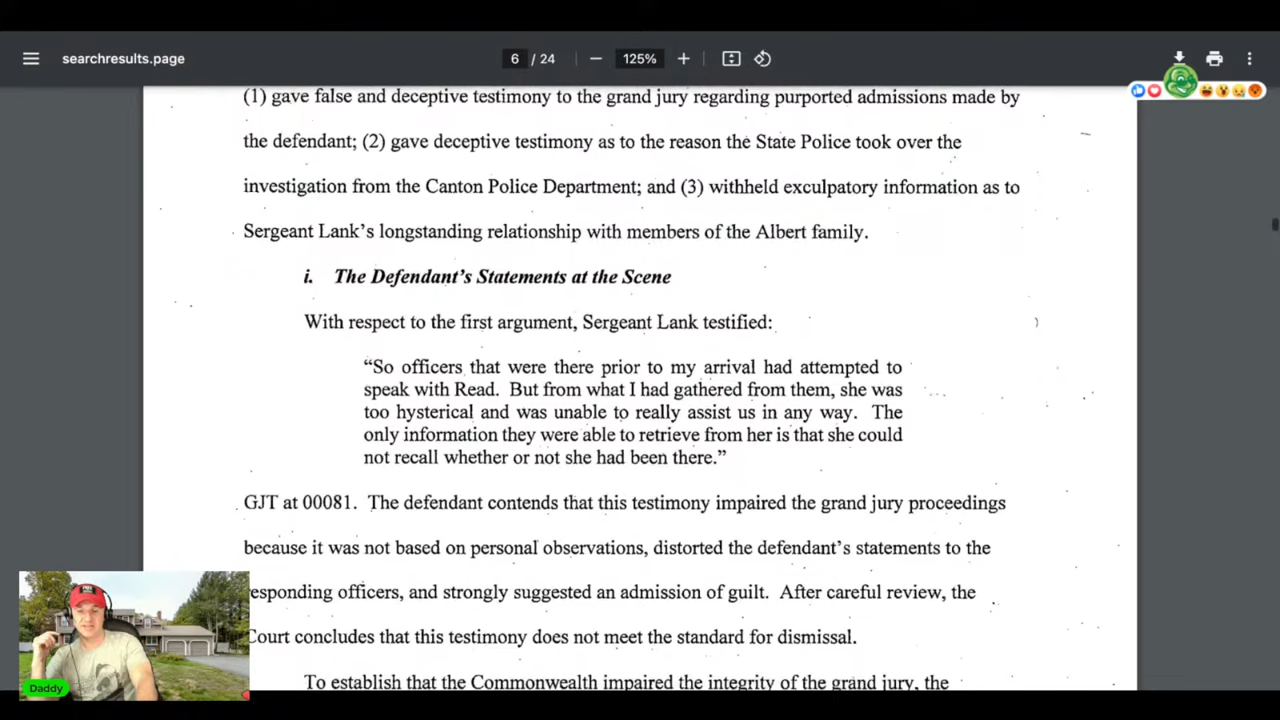 searchresults.page
6 / 24
125%
(1) gave false and deceptive testimony to the grand jury regarding purported admissions made by
the defendant; (2) gave deceptive testimony as to the reason the State Police took over the
investigation from the Canton Police Department; and (3) withheld exculpatory information as to
Sergeant Lank's longstanding relationship with members of the Albert family.
i. The Defendant's Statements at the Scene
With respect to the first argument, Sergeant Lank testified:
"So officers that were there prior to my arrival had attempted to
speak with Read. But from what I had gathered from them, she was
too hysterical and was unable to really assist us in any way. The
only information they were able to retrieve from her is that she could
not recall whether or not she had been there."
GJT at 00081. The defendant contends that this testimony impaired the grand jury proceedings
because it was not based on personal observations, distorted the defendant's statements to the
responding officers, and strongly suggested an admission of guilt. After careful review, the
Court concludes that this testimony does not meet the standard for dismissal.
To establish that the Commonwealth impaired the integrity of the grand jury, the
Daddy